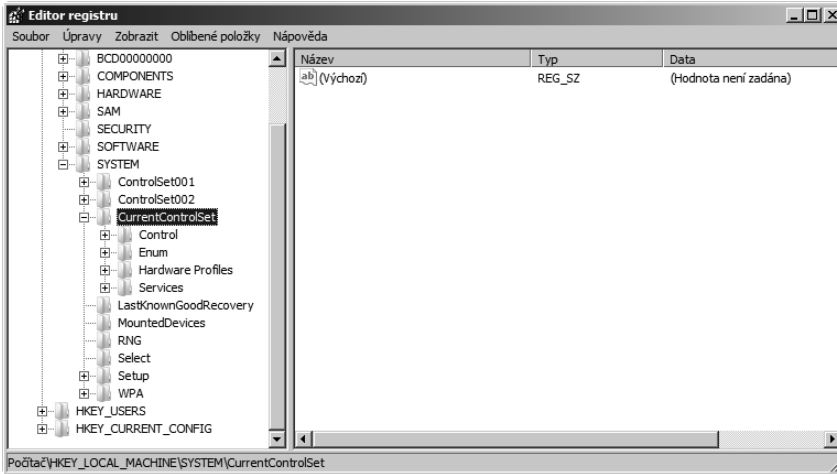 Editor registru
Soubor Úpravy Zobrazit Oblíbené položky Nápověda
BCD00000000
COMPONENTS
HARDWARE
SAM
SECURITY
SOFTWARE
SYSTEM
ControlSet001
ControlSet002
CurrentControlSet
Control
Enum
Hardware Profiles
Services
LastKnownGoodRecovery
MountedDevices
RNG
Select
Setup
WPA
HKEY_USERS
HKEY_CURRENT_CONFIG
Název Typ Data
ab (Výchozí) REG_SZ (Hodnota není zadána)
Počítač\HKEY_LOCAL_MACHINE\SYSTEM\CurrentControlSet